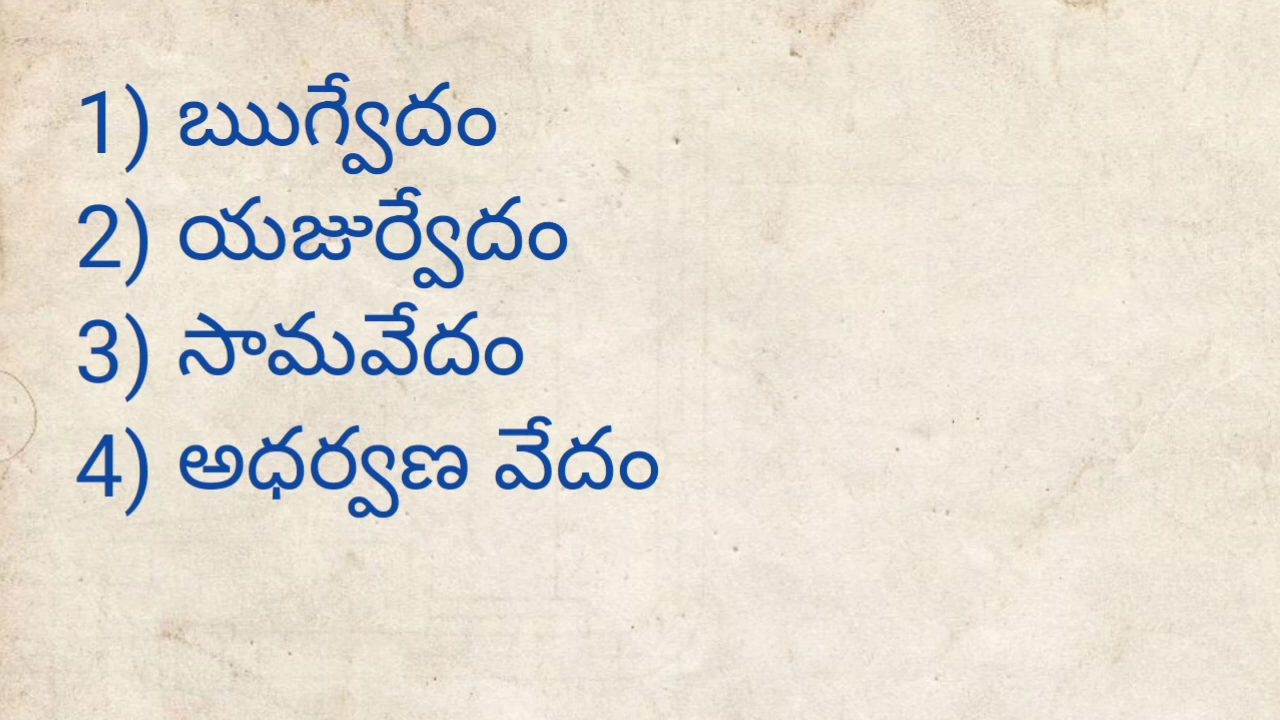 1) ఋగ్వేదం
2) యజుర్వేదం
3) సామవేదం
4) అధర్వణ వేదం